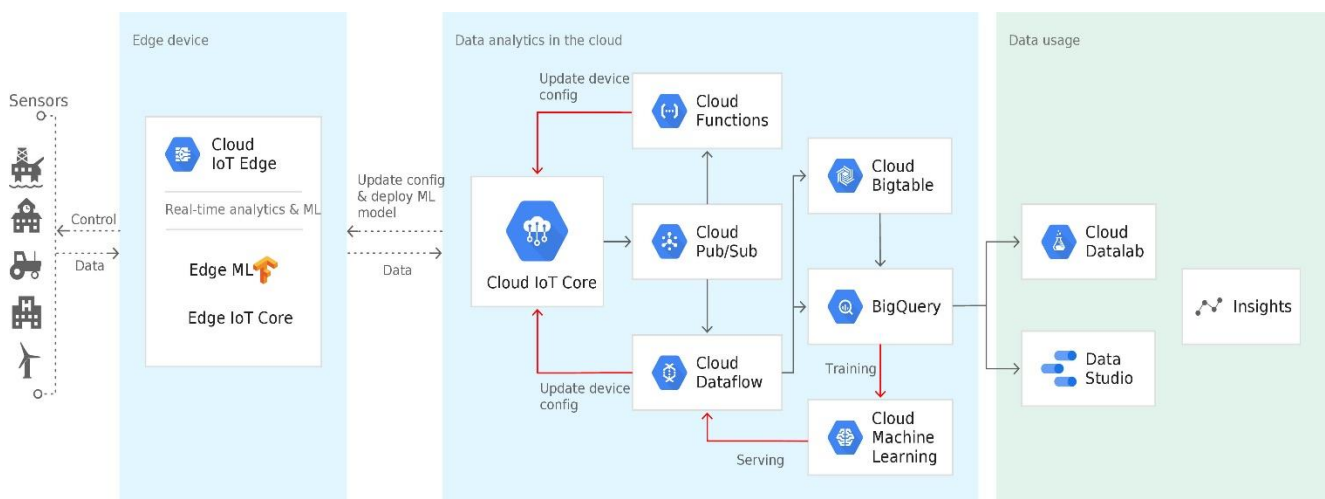 Edge device
Data analytics in the cloud
Data usage
Sensors
Control
Data
Cloud
IoT Edge
Real-time analytics & ML
Edge ML
Edge IoT Core
Update config
& deploy ML
model
Data
Update device
config
Cloud IoT Core
Update device
config
Cloud
Functions
Cloud
Pub/Sub
Cloud
Dataflow
Cloud
Bigtable
BigQuery
Training
Cloud
Machine
Learning
Serving
Cloud
Datalab
Data
Studio
Insights